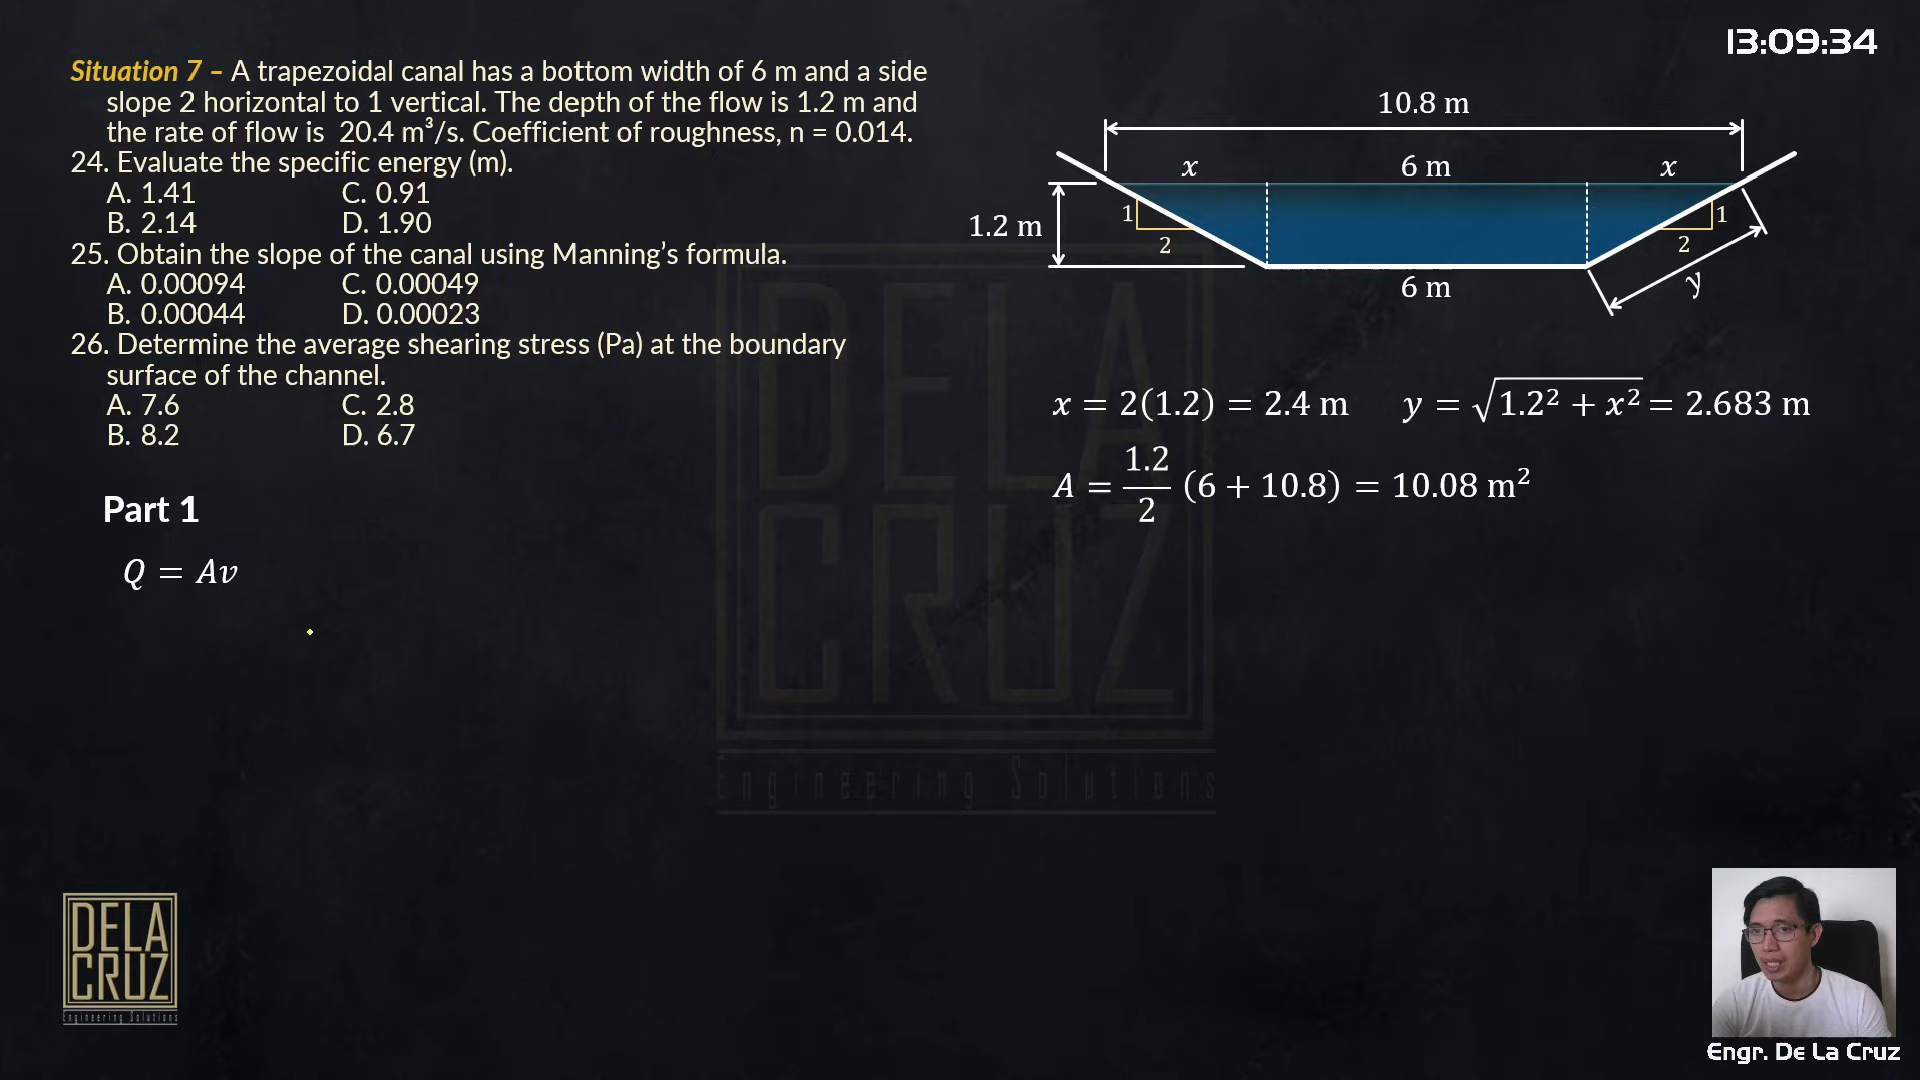 13:09:34
Situation 7 – A trapezoidal canal has a bottom width of 6 m and a side
slope 2 horizontal to 1 vertical. The depth of the flow is 1.2 m and
the rate of flow is 20.4 m³/s. Coefficient of roughness, n = 0.014.
24. Evaluate the specific energy (m).
A. 1.41 C. 0.91
B. 2.14 D. 1.90
25. Obtain the slope of the canal using Manning’s formula.
A. 0.00094 C. 0.00049
B. 0.00044 D. 0.00023
26. Determine the average shearing stress (Pa) at the boundary
surface of the channel.
A. 7.6 C. 2.8
B. 8.2 D. 6.7
Part 1
Q = Av
10.8 m
x 6 m x
1.2 m
1 1
2 2
6 m
y
x = 2(1.2) = 2.4 m y = √(1.2² + x²) = 2.683 m
A = 1.2/2 (6 + 10.8) = 10.08 m²
DELA
CRUZ
Engineering Solutions
DELA
CRUZ
Engineering Solutions
Engr. De La Cruz